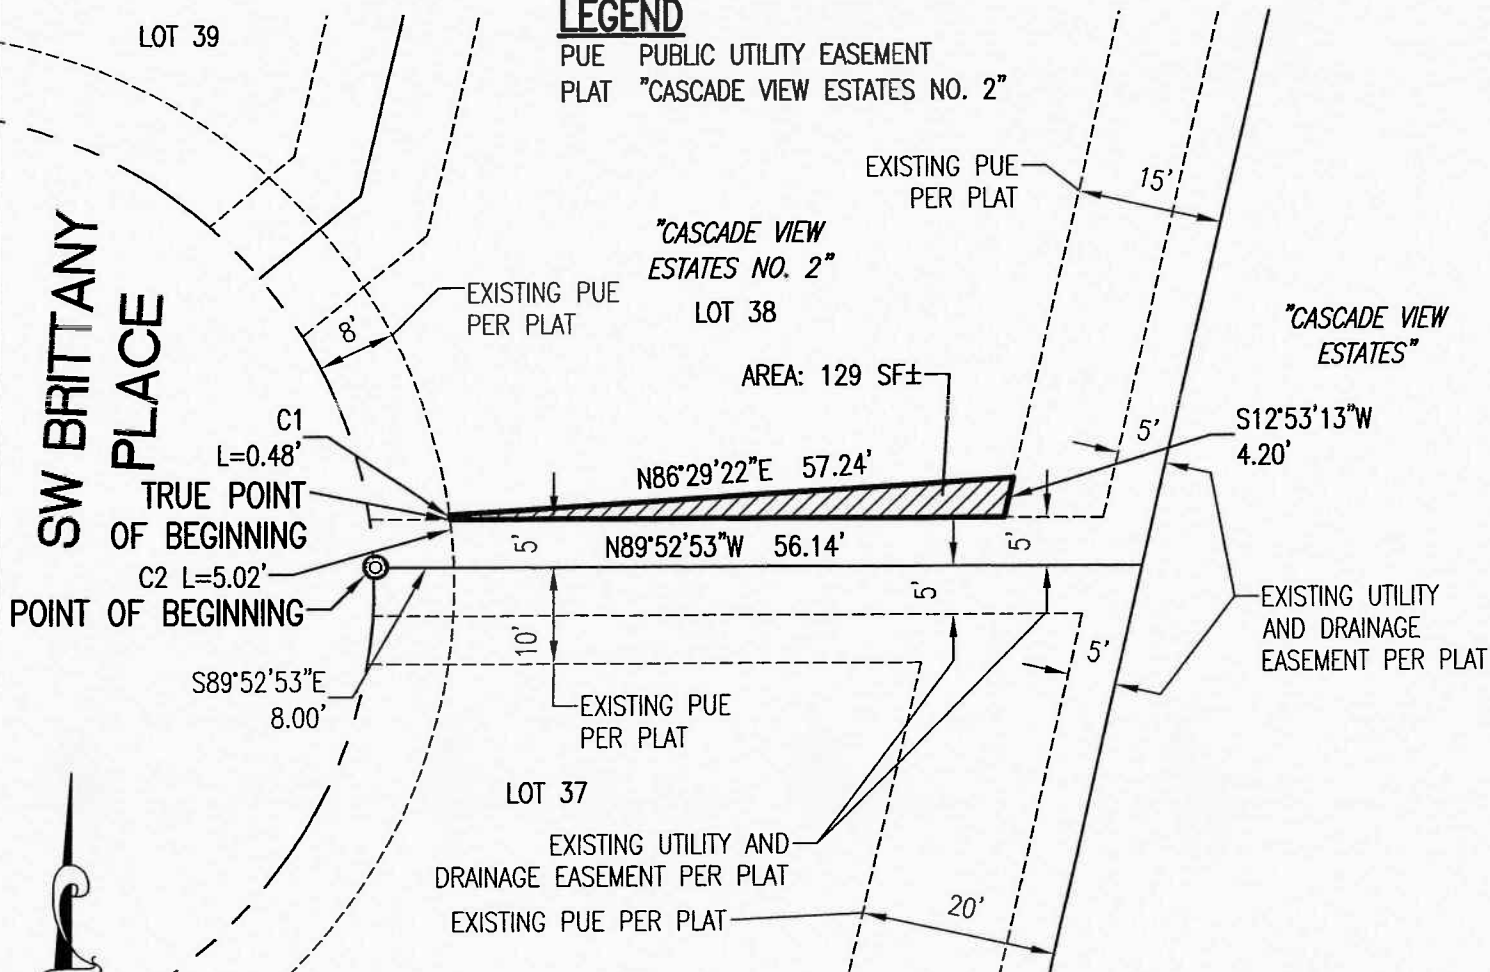 LEGEND
PUE PUBLIC UTILITY EASEMENT
PLAT "CASCADE VIEW ESTATES NO. 2"
LOT 39
EXISTING PUE
PER PLAT
15'
"CASCADE VIEW
ESTATES NO. 2"
LOT 38
SW BRITTANY
PLACE
EXISTING PUE
PER PLAT
8'
"CASCADE VIEW
ESTATES"
AREA: 129 SF±
C1
L=0.48'
TRUE POINT
OF BEGINNING
C2 L=5.02'
POINT OF BEGINNING
S89°52'53"E
8.00'
N86°29'22"E 57.24'
5'
S12°53'13"W
4.20'
5'
N89°52'53"W 56.14'
5'
5'
10'
5'
EXISTING UTILITY
AND DRAINAGE
EASEMENT PER PLAT
EXISTING PUE
PER PLAT
LOT 37
EXISTING UTILITY AND
DRAINAGE EASEMENT PER PLAT
EXISTING PUE PER PLAT
20'